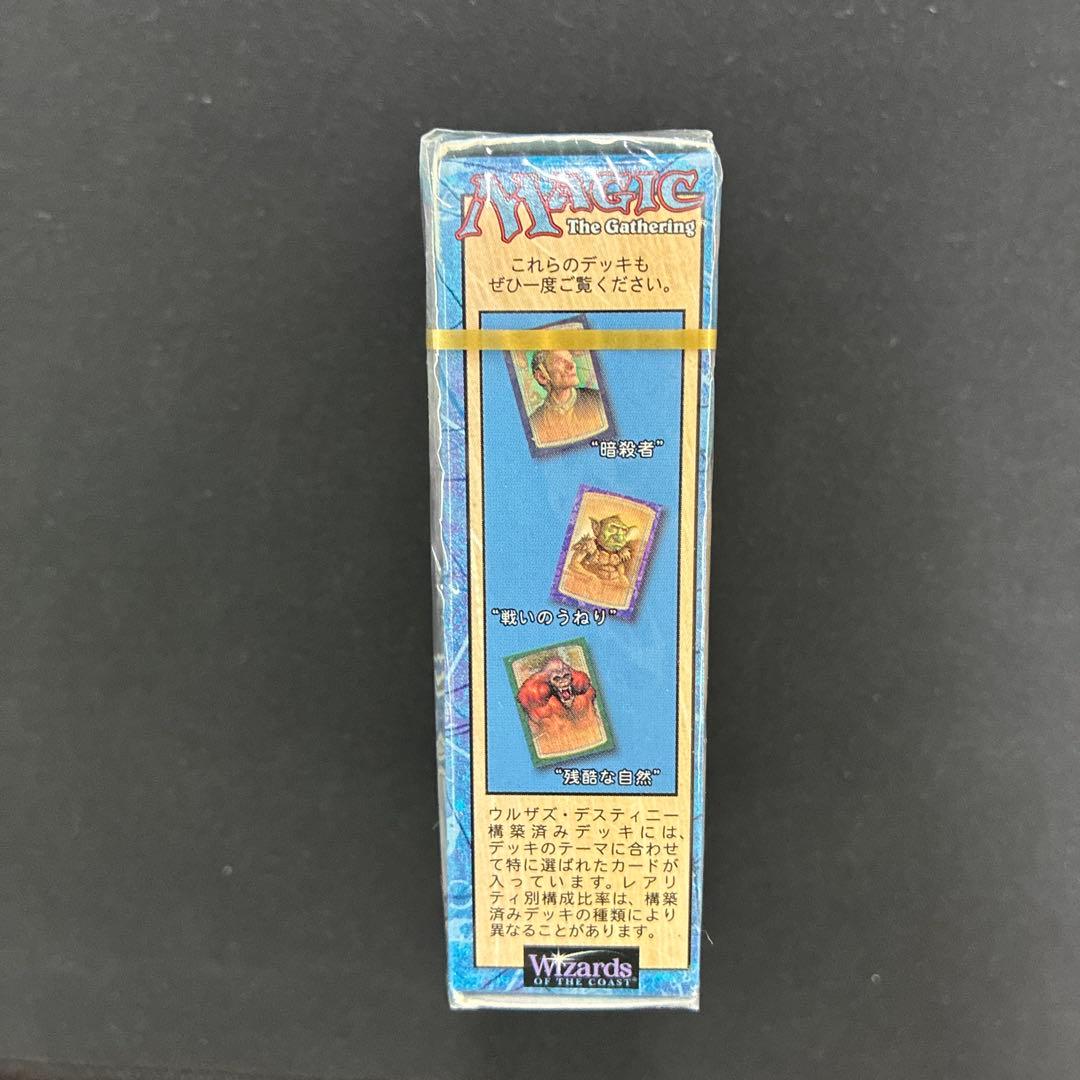 MAGIC
The Gathering
これらのデッキも
ぜひ一度ご覧ください。
“暗殺者”
“戦いのうねり”
“残酷な自然”
ウルザズ・デスティニー
構築済みデッキには、
デッキのテーマに合わせ
て特に選ばれたカードが
入っています。レアリ
ティ別構成比率は、構築
済みデッキの種類により
異なることがあります。
Wizards
OF THE COAST®